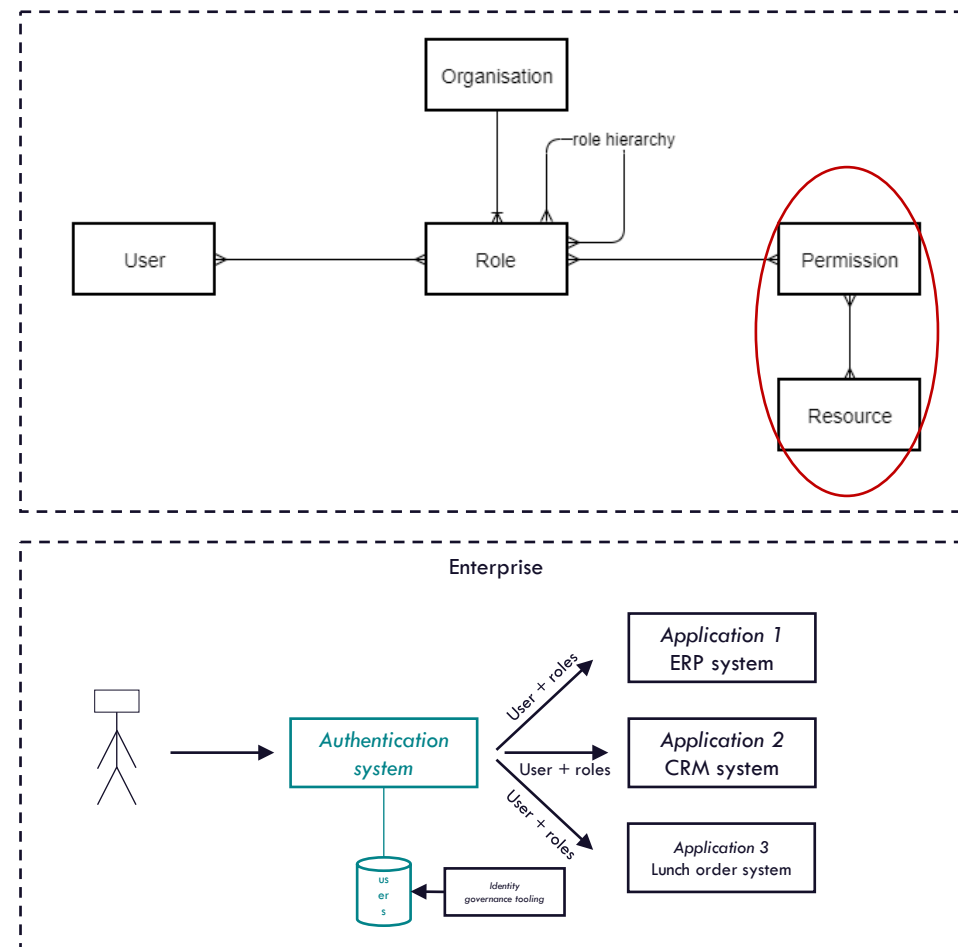 Organisation
role hierarchy
User
Role
Permission
Resource
Enterprise
Application 1
ERP system
User + roles
Authentication
system
Application 2
CRM system
User + roles
User + roles
Application 3
Lunch order system
us
er
s
Identity
governance tooling